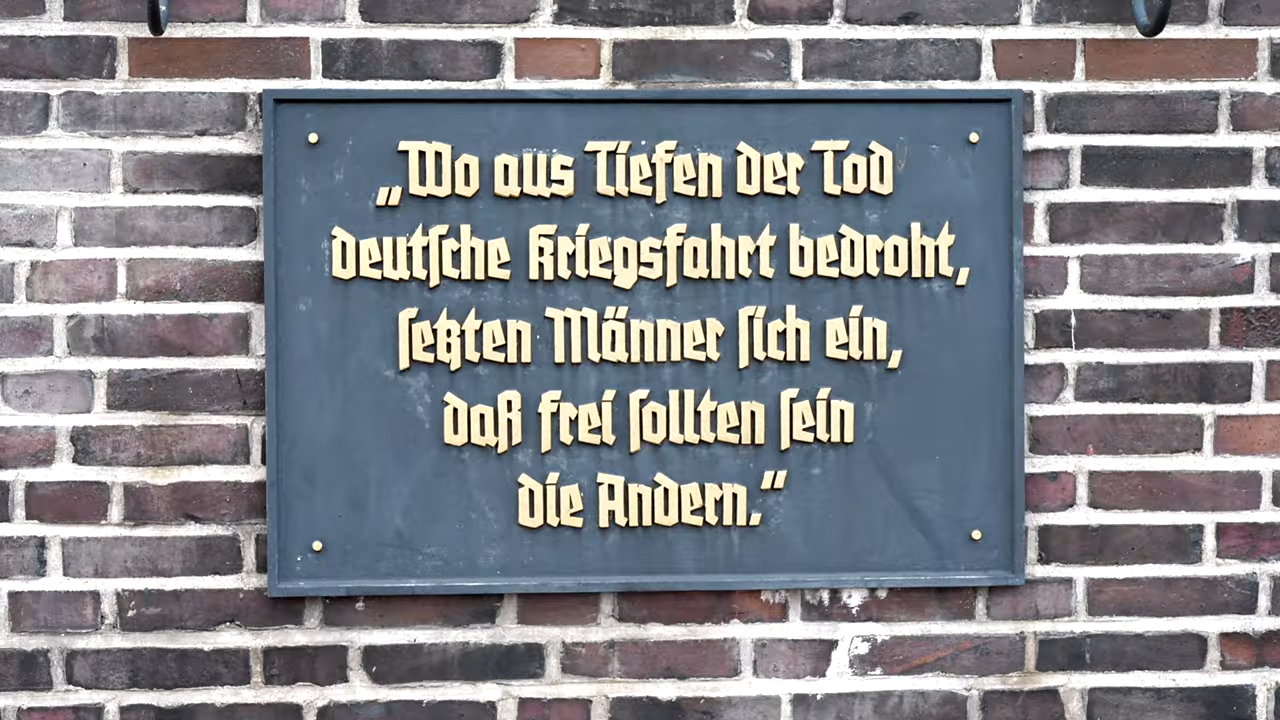 „Wo aus Tiefen der Tod
deutsche Kriegsfahrt bedroht,
setzten Männer sich ein,
daß frei sollten sein
die Andern.“